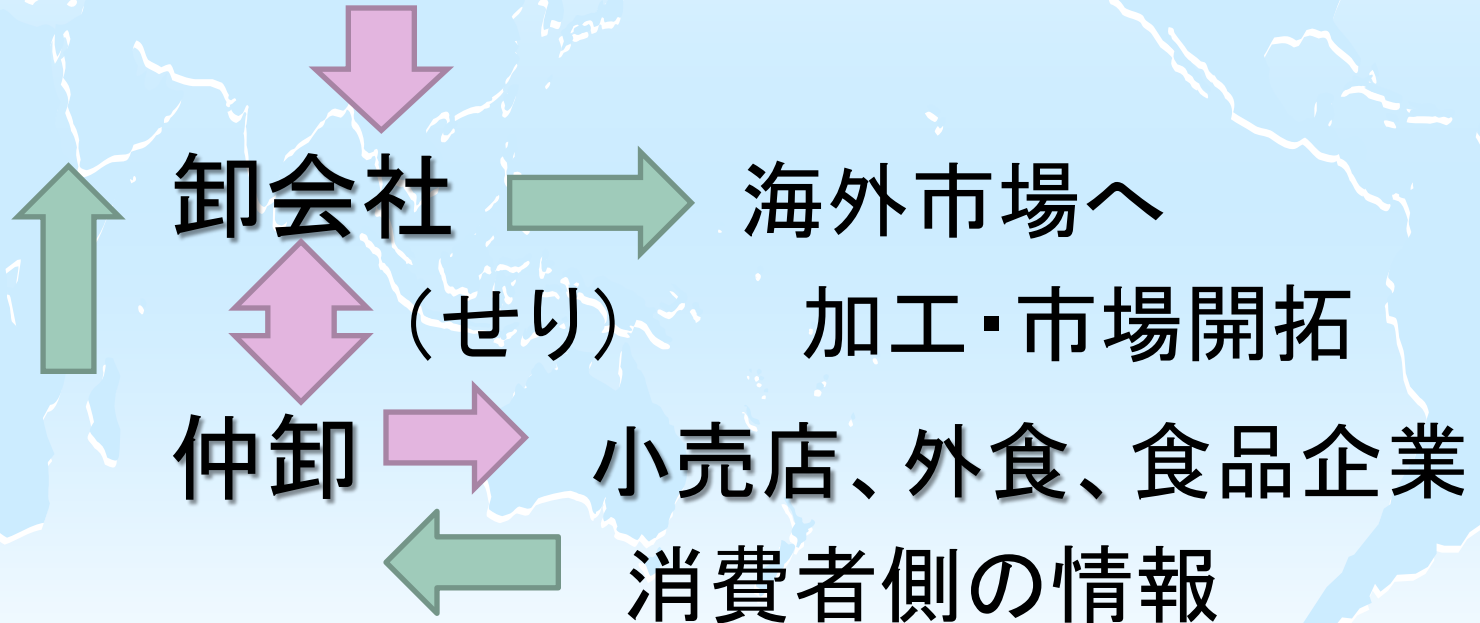 卸会社 海外市場へ
（せり） 加工・市場開拓
仲卸 小売店、外食、食品企業
消費者側の情報